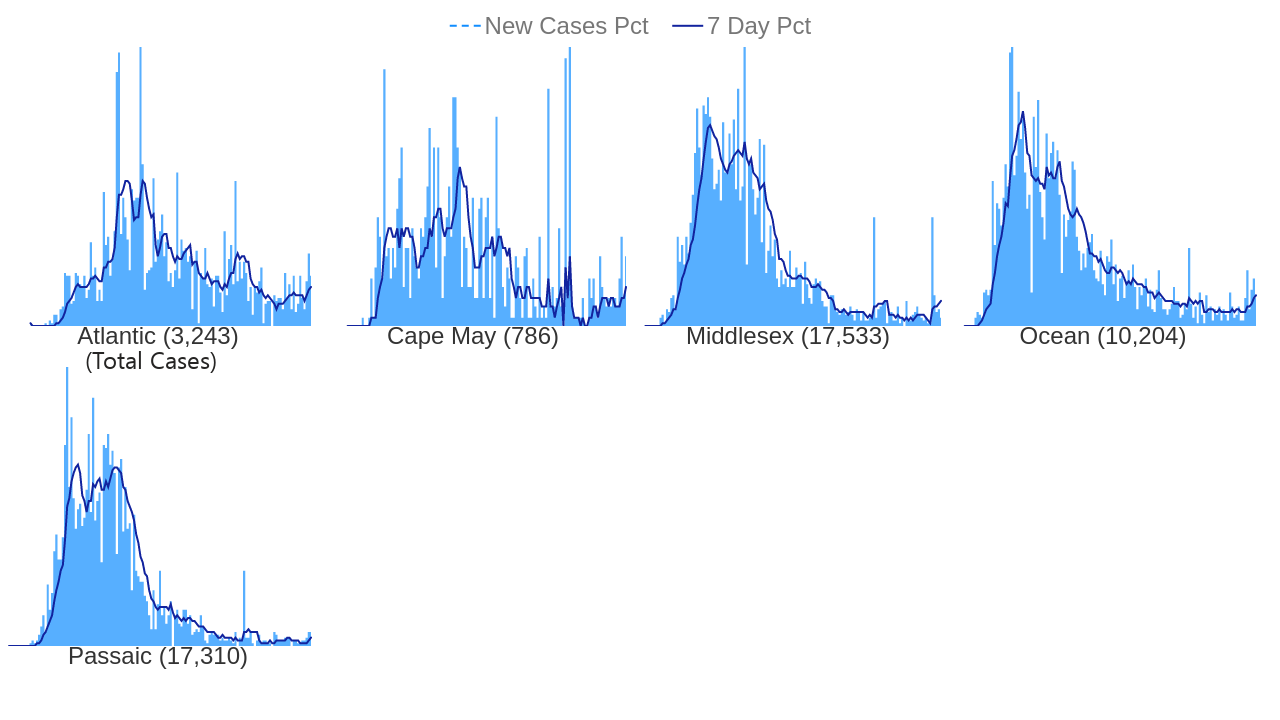 New Cases Pct 7 Day Pct
Atlantic (3,243) Cape May (786) Middlesex (17,533) Ocean (10,204)
(Total Cases)
Passaic (17,310)